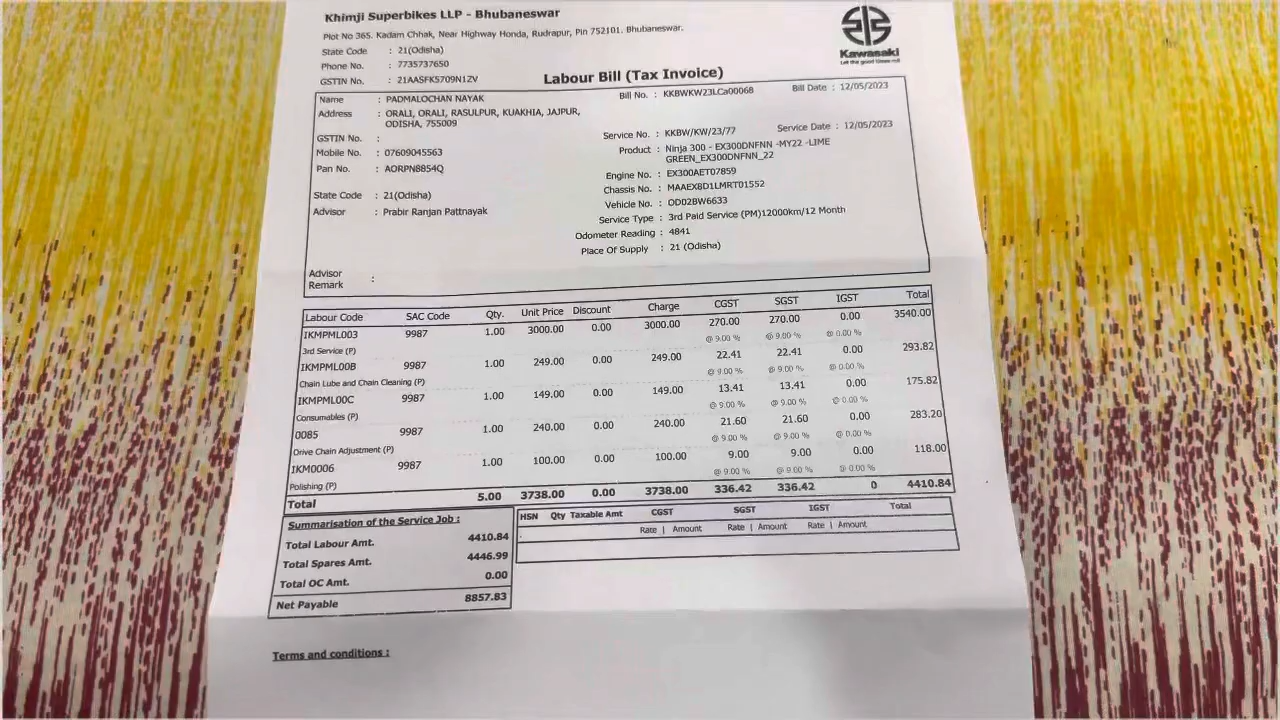 Khimji Superbikes LLP - Bhubaneswar
Plot No 365. Kadam Chhak, Near Highway Honda, Rudrapur, Pin 752101. Bhubaneswar.
State Code : 21(Odisha)
Phone No. : 7735737650
GSTIN No. : 21AASFK5709N1ZV
Kawasaki
Let the good times roll
Labour Bill (Tax Invoice)
Name : PADMALOCHAN NAYAK
Address : ORALI, ORALI, RASULPUR, KUAKHIA, JAJPUR,
ODISHA, 755009
GSTIN No. :
Mobile No. : 07609045563
Pan No. : AORPN8854Q
State Code : 21(Odisha)
Advisor : Prabir Ranjan Pattnayak
Bill No. : KKBWKW23LCa00068 Bill Date : 12/05/2023
Service No. : KKBW/KW/23/77 Service Date : 12/05/2023
Product : Ninja 300 - EX300DNFNN -MY22 -LIME
GREEN_EX300DNFNN_22
Engine No. : EX300AET07859
Chassis No. : MAAEX8D1LMRT01552
Vehicle No. : OD02BW6633
Service Type : 3rd Paid Service (PM)12000km/12 Month
Odometer Reading : 4841
Place Of Supply : 21 (Odisha)
Advisor
Remark :
Labour Code SAC Code Qty. Unit Price Discount Charge CGST SGST IGST Total
IKMPML003 9987 1.00 3000.00 0.00 3000.00 270.00 270.00 0.00 3540.00
@ 9.00 % @ 9.00 % @ 0.00 %
3rd Service (P)
IKMPML00B 9987 1.00 249.00 0.00 249.00 22.41 22.41 0.00 293.82
@ 9.00 % @ 9.00 % @ 0.00 %
Chain Lube and Chain Cleaning (P)
IKMPML00C 9987 1.00 149.00 0.00 149.00 13.41 13.41 0.00 175.82
@ 9.00 % @ 9.00 % @ 0.00 %
Consumables (P)
0085 9987 1.00 240.00 0.00 240.00 21.60 21.60 0.00 283.20
@ 9.00 % @ 9.00 % @ 0.00 %
Drive Chain Adjustment (P)
IKM0006 9987 1.00 100.00 0.00 100.00 9.00 9.00 0.00 118.00
@ 9.00 % @ 9.00 % @ 0.00 %
Polishing (P)
Total 5.00 3738.00 0.00 3738.00 336.42 336.42 0 4410.84
Summarisation of the Service Job :
Total Labour Amt. 4410.84
Total Spares Amt. 4446.99
Total OC Amt. 0.00
Net Payable 8857.83
HSN Qty Taxable Amt CGST SGST IGST Total
Rate | Amount Rate | Amount Rate | Amount
Terms and conditions :